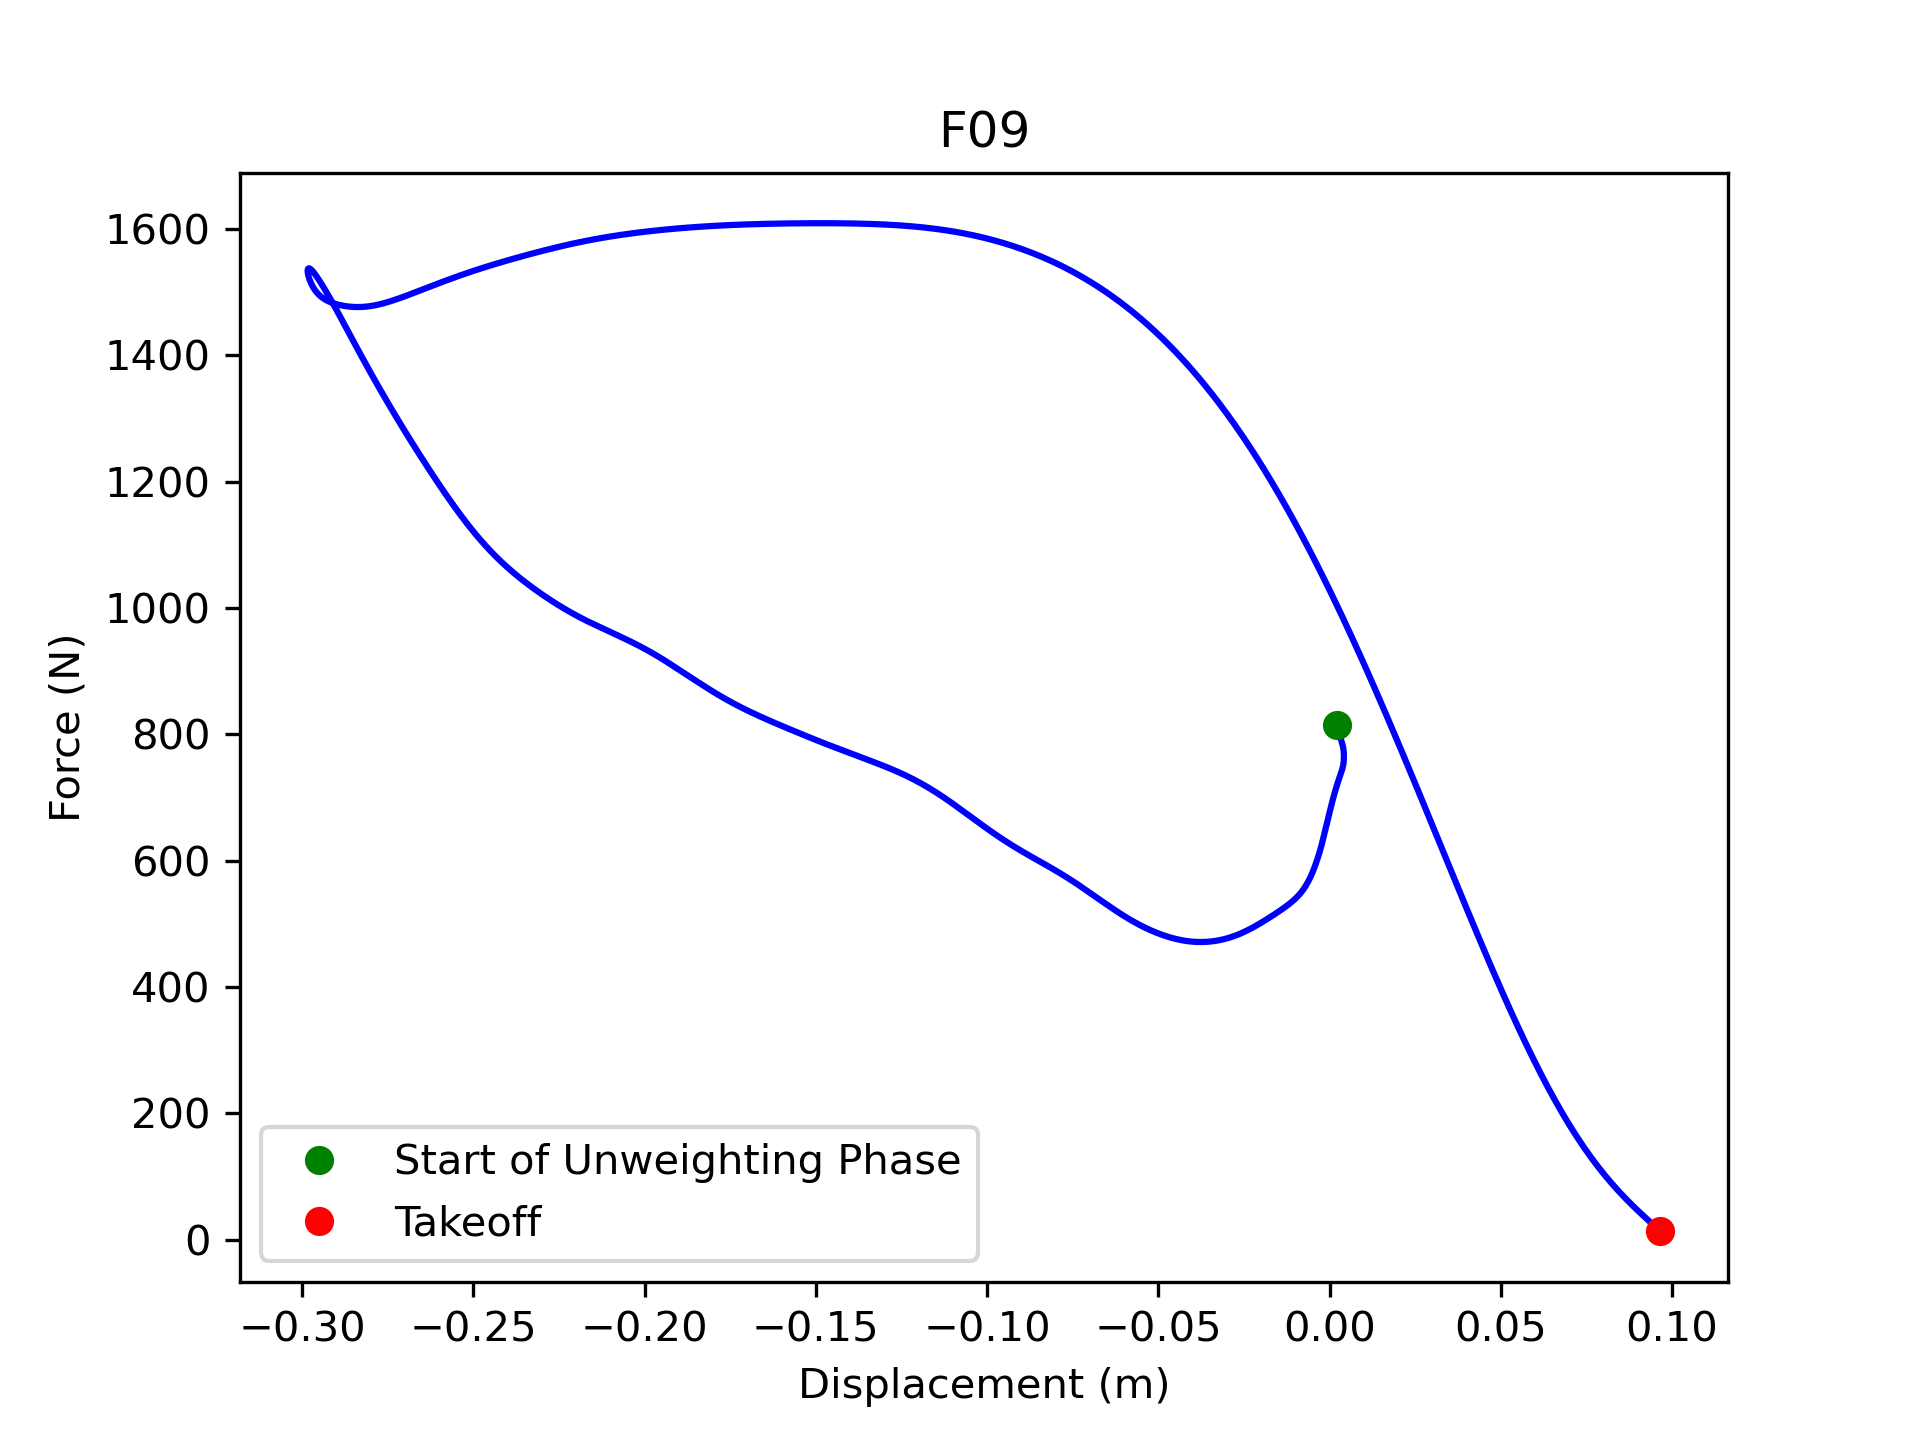 F09
1600
1400
1200
1000
800
600
400
200
0
Force (N)
Start of Unweighting Phase
Takeoff
−0.30 −0.25 −0.20 −0.15 −0.10 −0.05 0.00 0.05 0.10
Displacement (m)